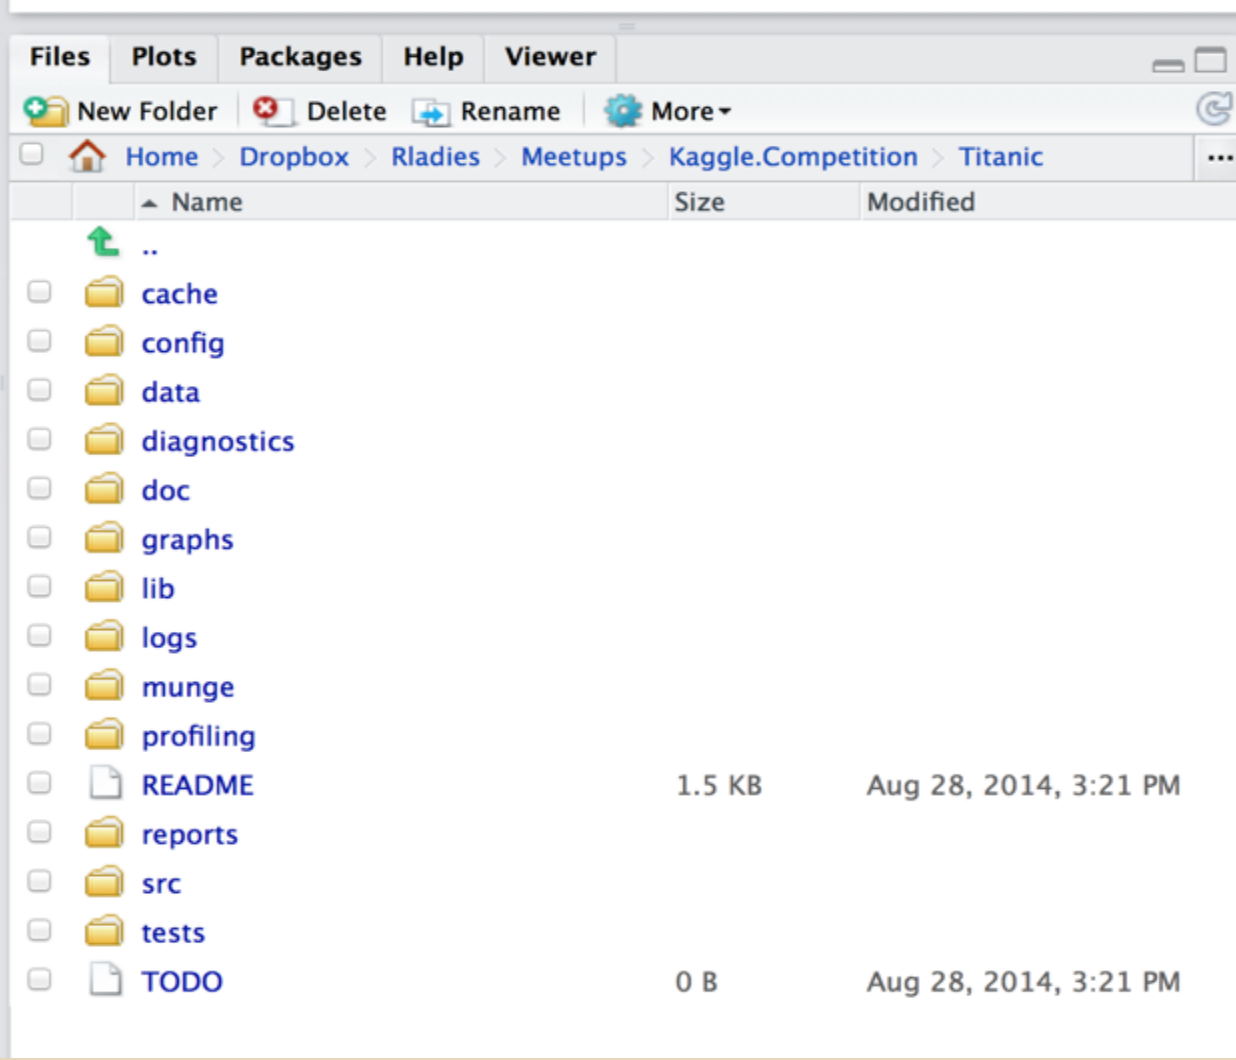 Files Plots Packages Help Viewer
New Folder Delete Rename More
Home Dropbox Rladies Meetups Kaggle.Competition Titanic ...
Name Size Modified
..
cache
config
data
diagnostics
doc
graphs
lib
logs
munge
profiling
README 1.5 KB Aug 28, 2014, 3:21 PM
reports
src
tests
TODO 0 B Aug 28, 2014, 3:21 PM